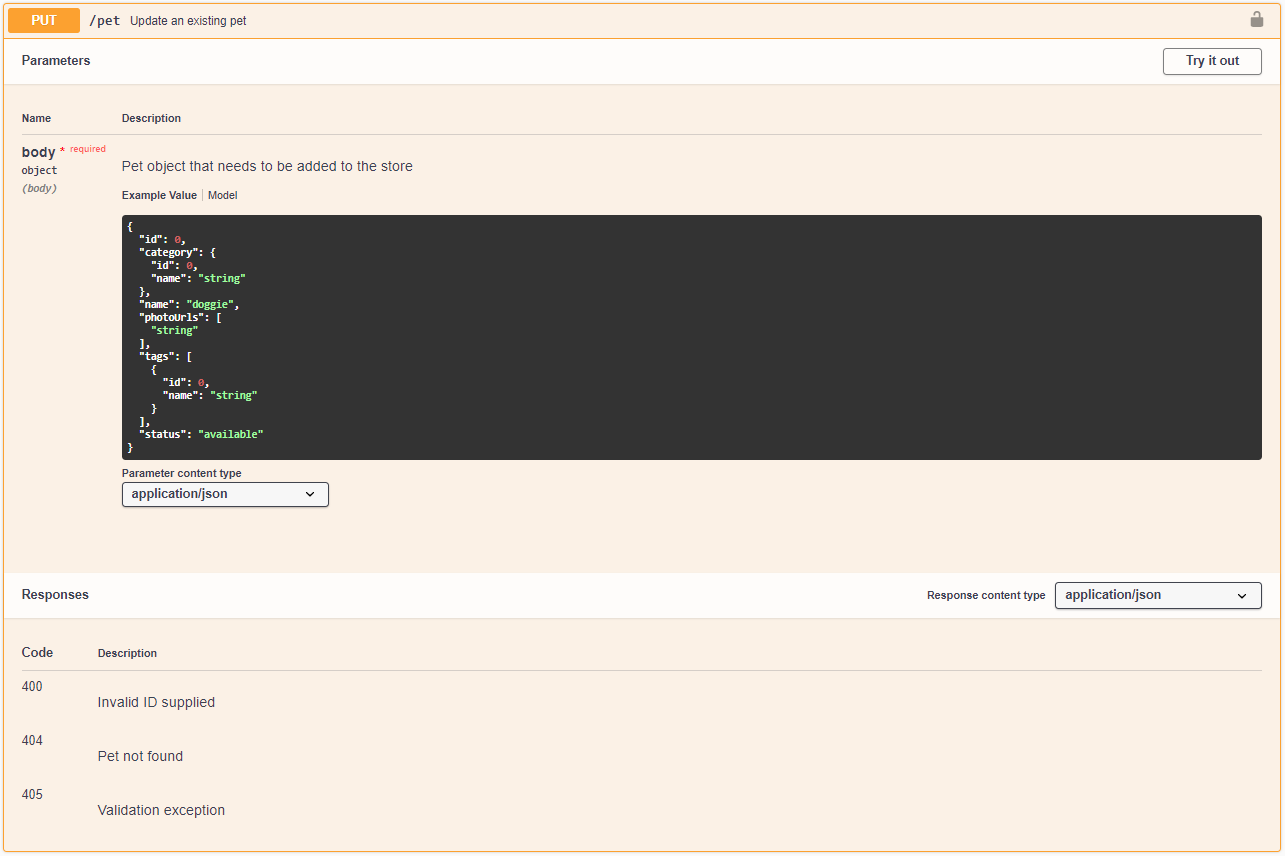 PUT /pet Update an existing pet
Parameters Try it out
Name Description
body * required
object
(body)
Pet object that needs to be added to the store
Example Value Model
{
  "id": 0,
  "category": {
    "id": 0,
    "name": "string"
  },
  "name": "doggie",
  "photoUrls": [
    "string"
  ],
  "tags": [
    {
      "id": 0,
      "name": "string"
    }
  ],
  "status": "available"
}
Parameter content type
application/json
Responses Response content type application/json
Code Description
400
Invalid ID supplied
404
Pet not found
405
Validation exception